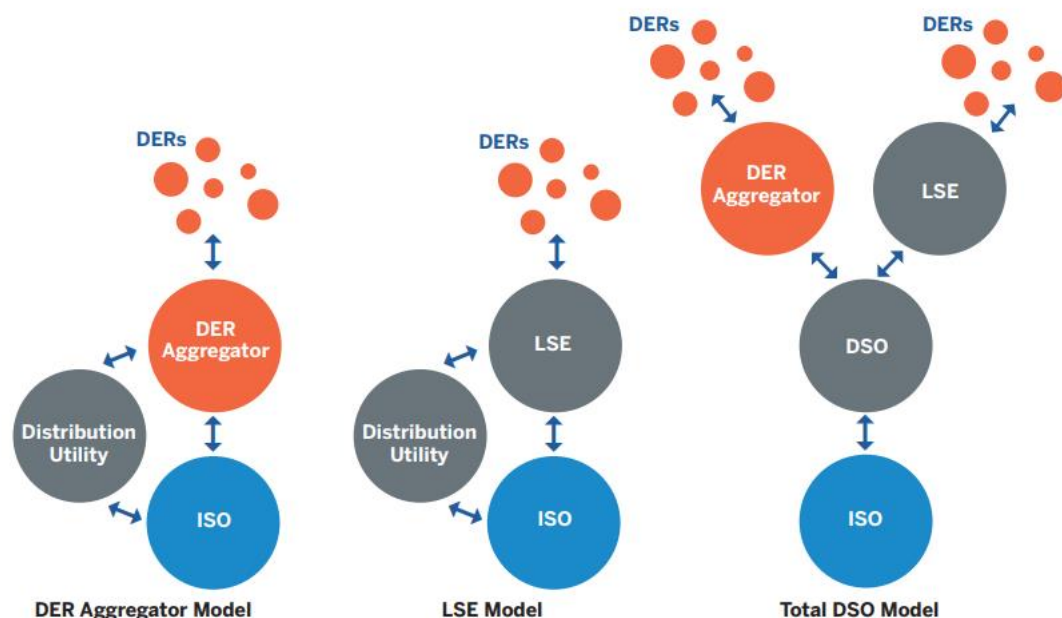 DERs
DER
Aggregator
Distribution
Utility
ISO
DER Aggregator Model
DERs
LSE
Distribution
Utility
ISO
LSE Model
DERs
DERs
DER
Aggregator
LSE
DSO
ISO
Total DSO Model